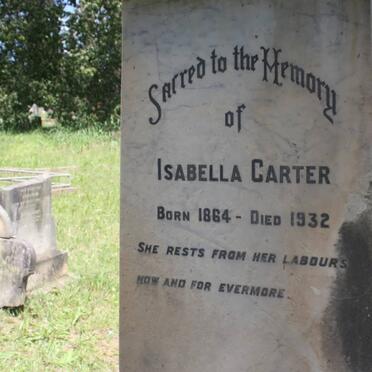 Sacred to the Memory
of
ISABELLA CARTER
BORN 1864 - DIED 1932
SHE RESTS FROM HER LABOURS
NOW AND FOR EVERMORE.